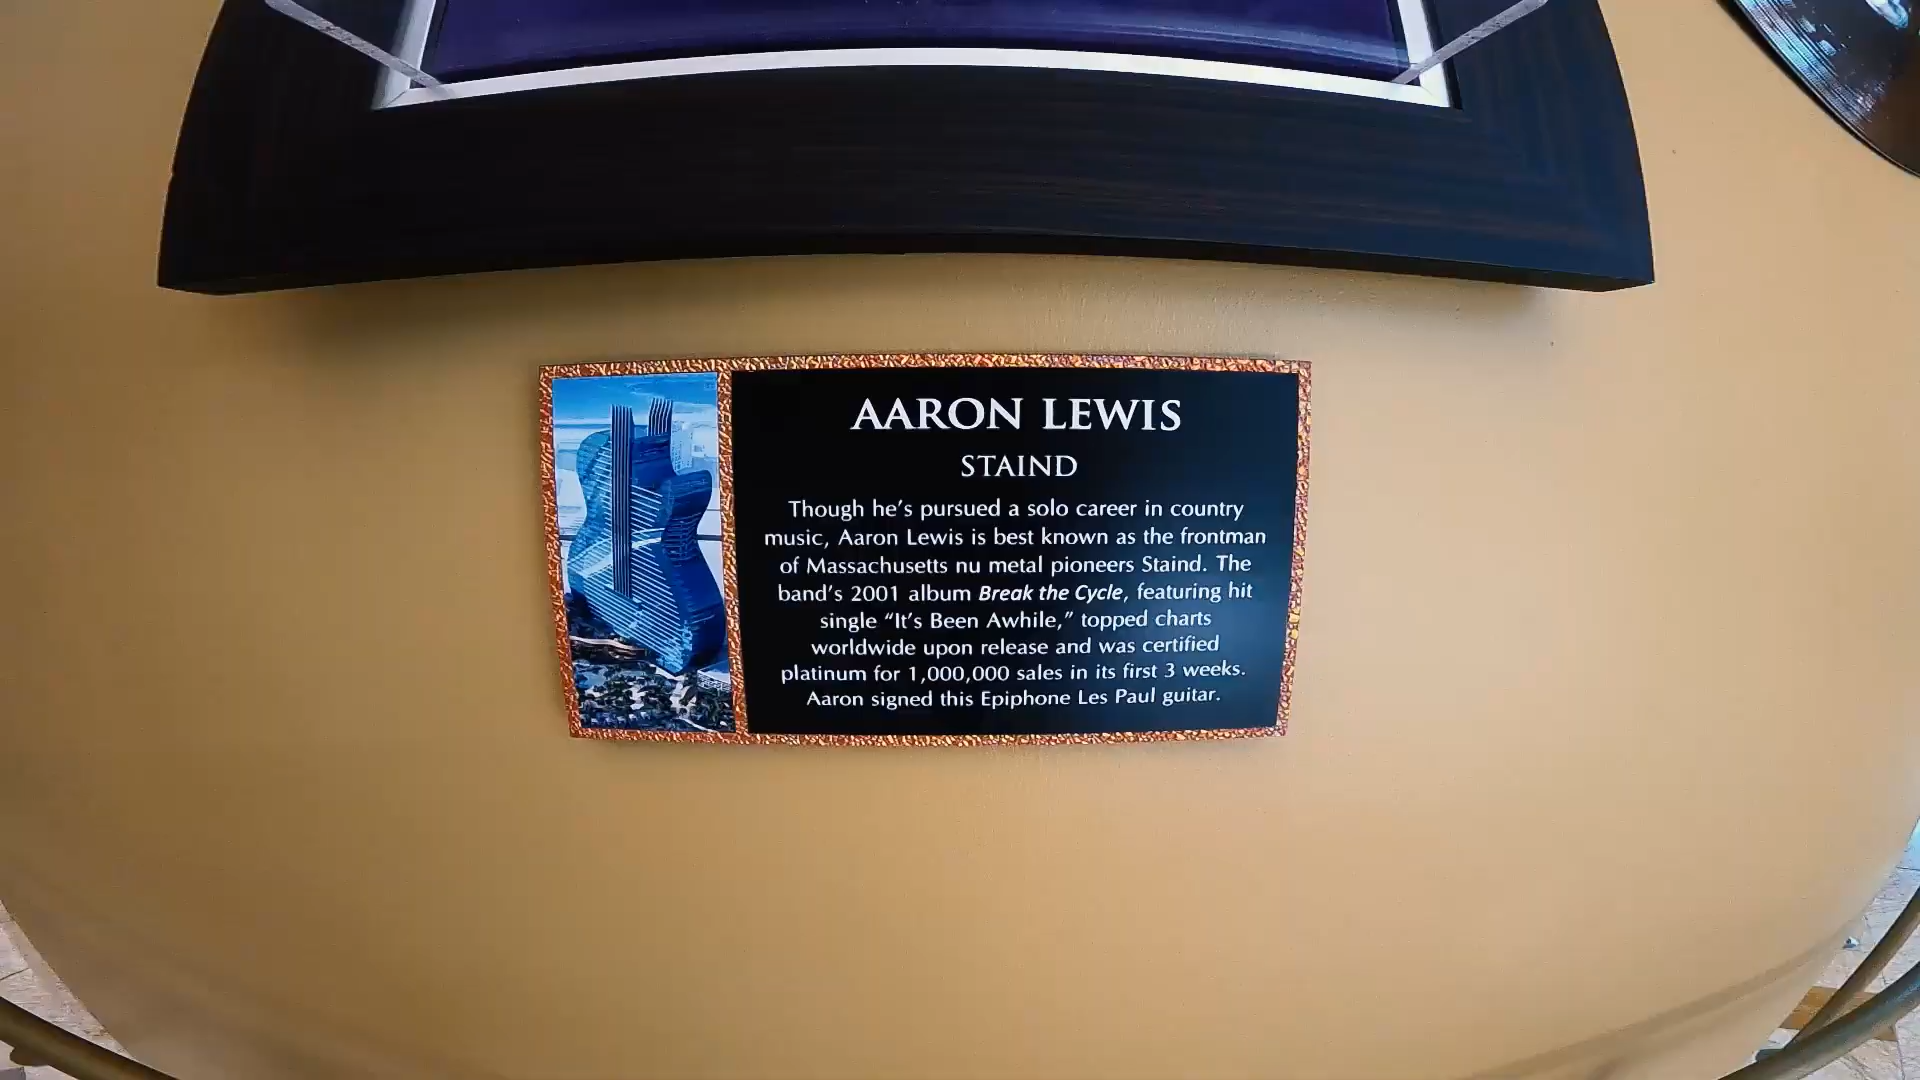 AARON LEWIS
STAIND
Though he's pursued a solo career in country
music, Aaron Lewis is best known as the frontman
of Massachusetts nu metal pioneers Staind. The
band's 2001 album Break the Cycle, featuring hit
single “It's Been Awhile,” topped charts
worldwide upon release and was certified
platinum for 1,000,000 sales in its first 3 weeks.
Aaron signed this Epiphone Les Paul guitar.